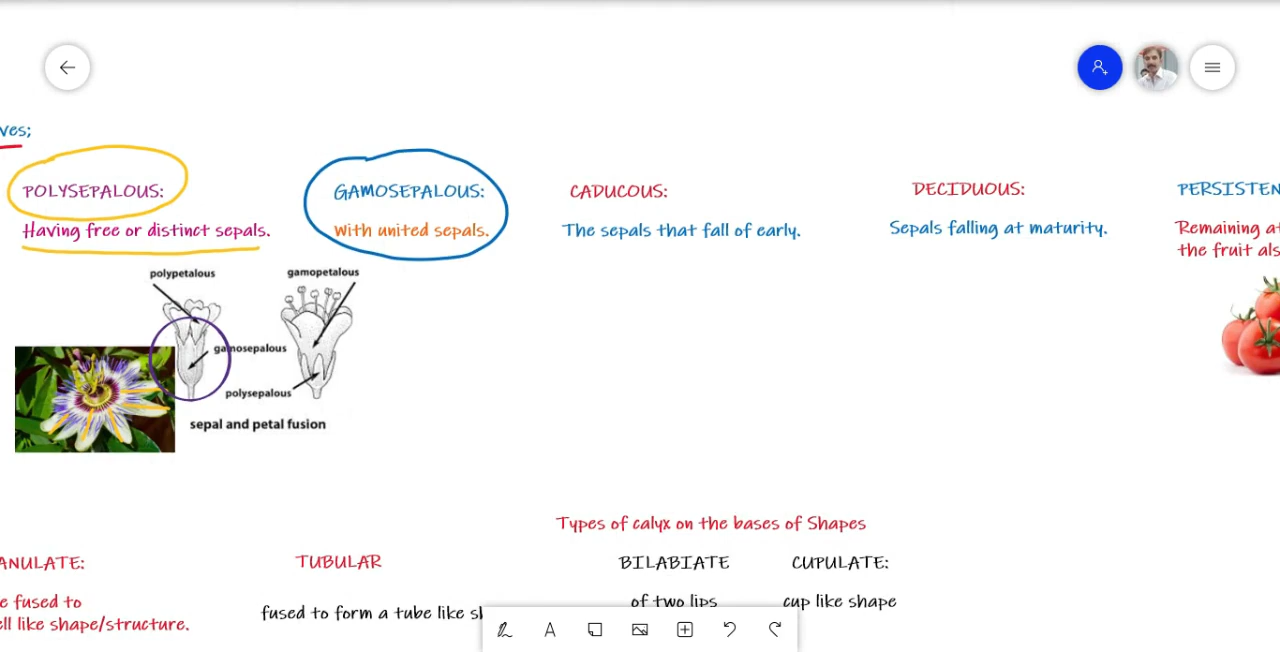 ves;
POLYSEPALOUS:
GAMOSEPALOUS:
CADUCOUS:
DECIDUOUS:
PERSISTEN
Having free or distinct sepals.
With united sepals.
The sepals that fall of early.
Sepals falling at maturity.
Remaining at
the fruit als
polypetalous
gamopetalous
gamosepalous
polysepalous
sepal and petal fusion
Types of calyx on the bases of Shapes
ANULATE:
TUBULAR
BILABIATE
CUPULATE:
e fused to
ell like shape/structure.
fused to form a tube like sh
of two lips
cup like shape
A